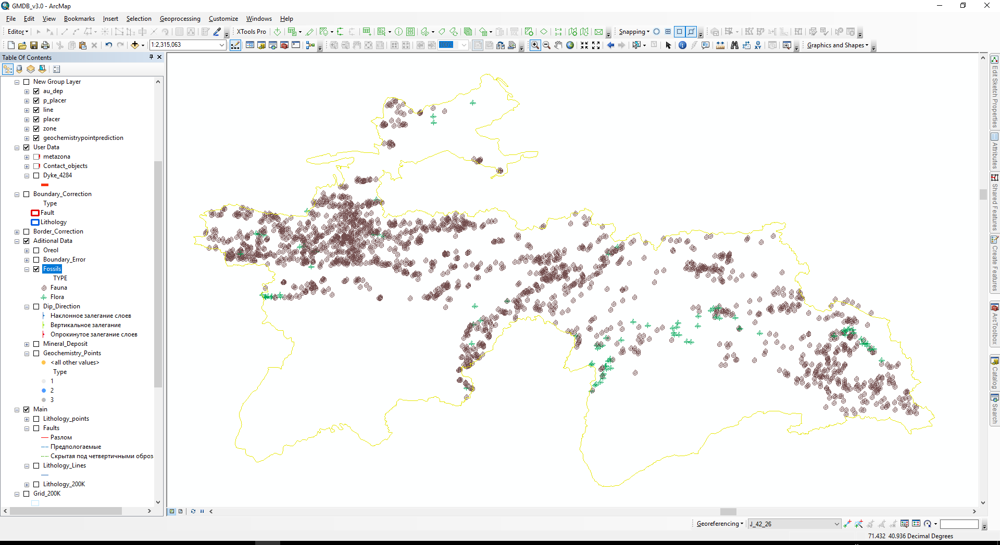 GMDB_v3.0 - ArcMap
File Edit View Bookmarks Insert Selection Geoprocessing Customize Windows Help
Editor XTools Pro Snapping
1:2,315,063 100% Graphics and Shapes
Table Of Contents
New Group Layer
au_dep
p_placer
line
placer
zone
geochemistrypointprediction
User Data
metazona
Contact_objects
Dyke_4284
Boundary_Correction
Type
Fault
Lithology
Border_Correction
Aditional Data
Oreol
Boundary_Error
Fossils
TYPE
Fauna
Flora
Dip_Direction
Наклонное залегание слоев
Вертикальное залегание
Опрокинутое залегание слоев
Mineral_Deposit
Geochemistry_Points
<all other values>
Type
1
2
3
Main
Lithology_points
Faults
Разлом
Предпологаемые
Скрытая под четвертичными оброз
Lithology_Lines
Lithology_200K
Grid_200K
Edit Sketch Properties
Attributes
Shared Features
Create Features
ArcToolbox
Catalog
Search
Georeferencing J_42_26
71.432 40.936 Decimal Degrees